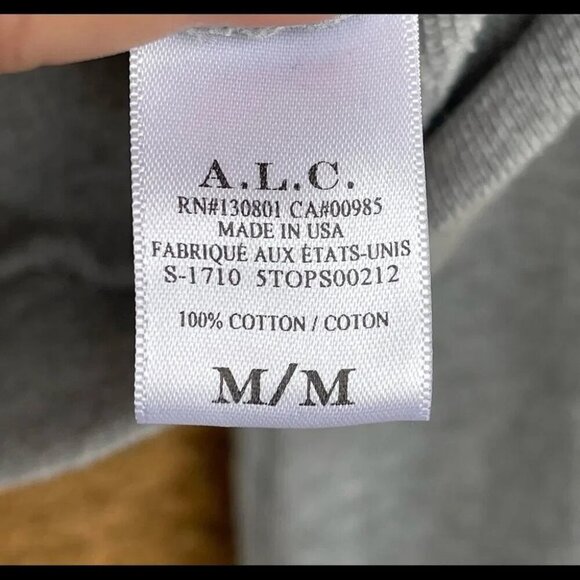 A.L.C.
RN#130801 CA#00985
MADE IN USA
FABRIQUÉ AUX ÉTATS-UNIS
S-1710 5TOPS00212
100% COTTON / COTON
M/M